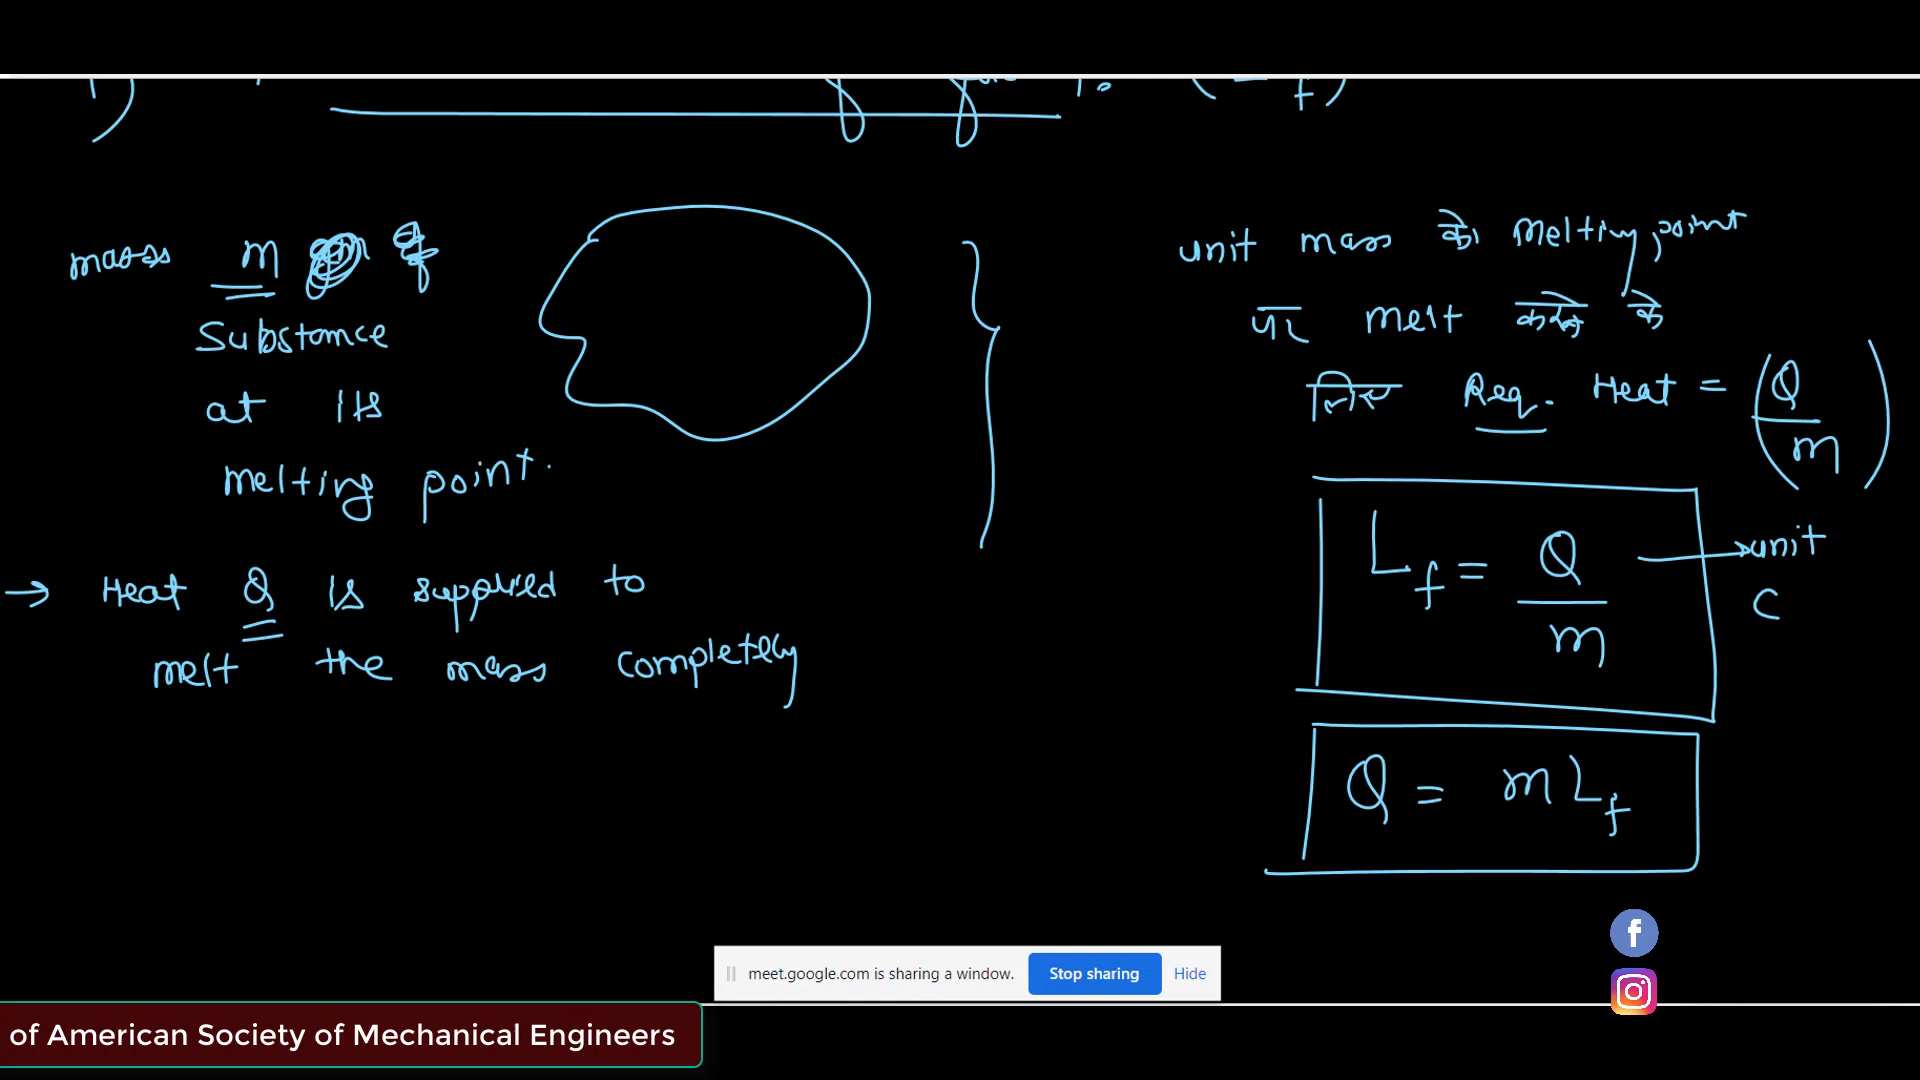 mass m of
Substance
at its
melting point.
→ Heat Q is supplied to
melt the mass completely
unit mass को melting point
पर melt करने के
लिए Req. Heat = (Q/m)
L_f = Q/m → unit
C
Q = m L_f
meet.google.com is sharing a window. Stop sharing Hide
of American Society of Mechanical Engineers